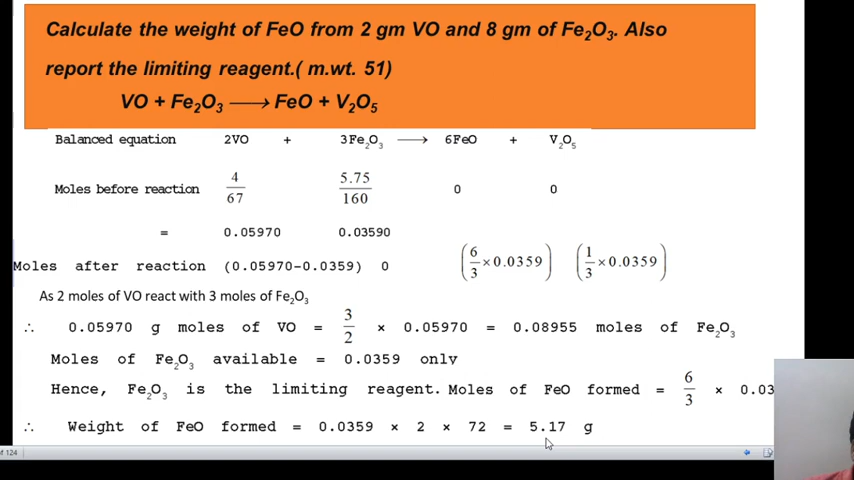 Calculate the weight of FeO from 2 gm VO and 8 gm of Fe₂O₃. Also
report the limiting reagent.( m.wt. 51)
VO + Fe₂O₃ ⟶ FeO + V₂O₅
Balanced equation 2VO + 3Fe₂O₃ ⟶ 6FeO + V₂O₅
Moles before reaction 4/67 5.75/160 0 0
= 0.05970 0.03590
Moles after reaction (0.05970-0.0359) 0 (6/3 × 0.0359) (1/3 × 0.0359)
As 2 moles of VO react with 3 moles of Fe₂O₃
∴ 0.05970 g moles of VO = 3/2 × 0.05970 = 0.08955 moles of Fe₂O₃
Moles of Fe₂O₃ available = 0.0359 only
Hence, Fe₂O₃ is the limiting reagent. Moles of FeO formed = 6/3 × 0.03
∴ Weight of FeO formed = 0.0359 × 2 × 72 = 5.17 g
of 124